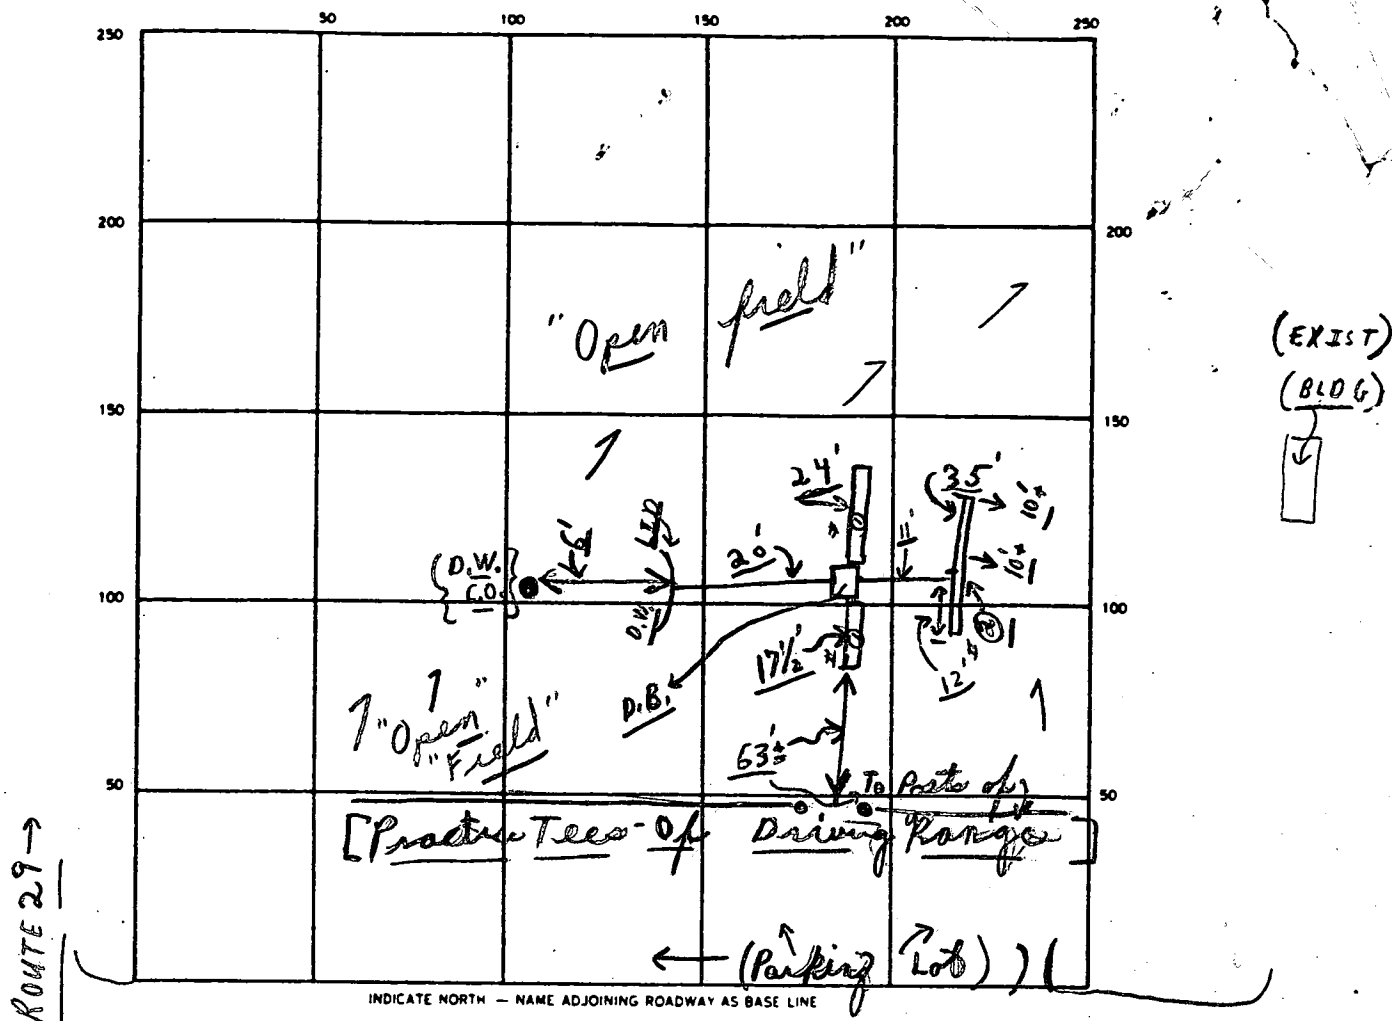 50 100 150 200 250
250
200 200
"Open field"
(EXIST)
(BLDG)
150 150
24'
35'
10'±
LID
6'
20'
11'
10'±
{D.W.
C.O.}
D.W.
100 100
17½'
12'±
D.B.
"Open"
"Field"
63'±
50 50
To Posts of
[Practice Tees - Of Driving Range]
ROUTE 29→
(Parking Lot)
INDICATE NORTH — NAME ADJOINING ROADWAY AS BASE LINE